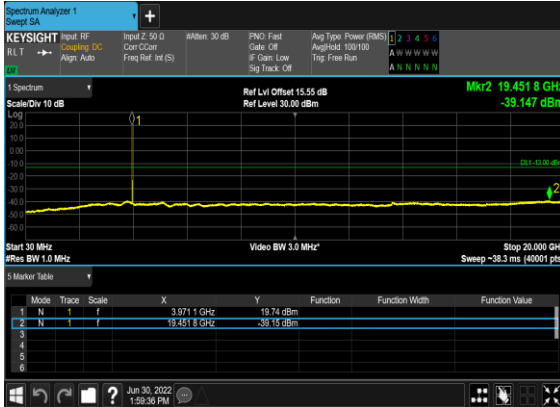 Spectrum Analyzer 1
Swept SA
+
KEYSIGHT Input: RF Input Z: 50 Ω #Atten: 30 dB PNO: Fast Avg Type: Power (RMS) 1 2 3 4 5 6
RLT Coupling: DC Corr CCorr Gate: Off Avg|Hold: 100/100 A W W W W W
Align: Auto Freq Ref: Int (S) IF Gain: Low Trig: Free Run
Sig Track: Off A N N N N N
1 Spectrum Ref Lvl Offset 15.55 dB Mkr2 19.451 8 GHz
Scale/Div 10 dB Ref Level 30.00 dBm -39.147 dBm
Log
20.0 1
10.0
0.00
-10.0 DL1 -13.00 dBm
-20.0
-30.0 2
-40.0
-50.0
-60.0
Start 30 MHz Video BW 3.0 MHz* Stop 20.000 GHz
#Res BW 1.0 MHz Sweep ~38.3 ms (40001 pts)
5 Marker Table
Mode Trace Scale X Y Function Function Width Function Value
1 N 1 f 3.971 1 GHz 19.74 dBm
2 N 1 f 19.451 8 GHz -39.15 dBm
3
4
5
6
? Jun 30, 2022
1:59:36 PM